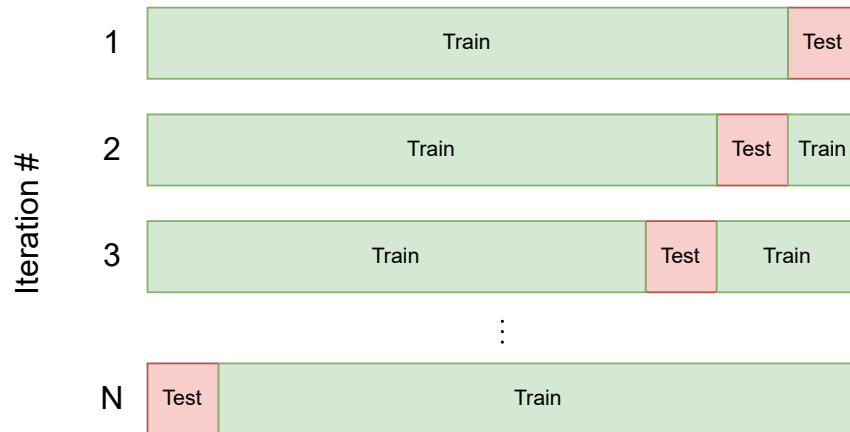 Iteration #
1 Train Test
2 Train Test Train
3 Train Test Train
⋮
N Test Train